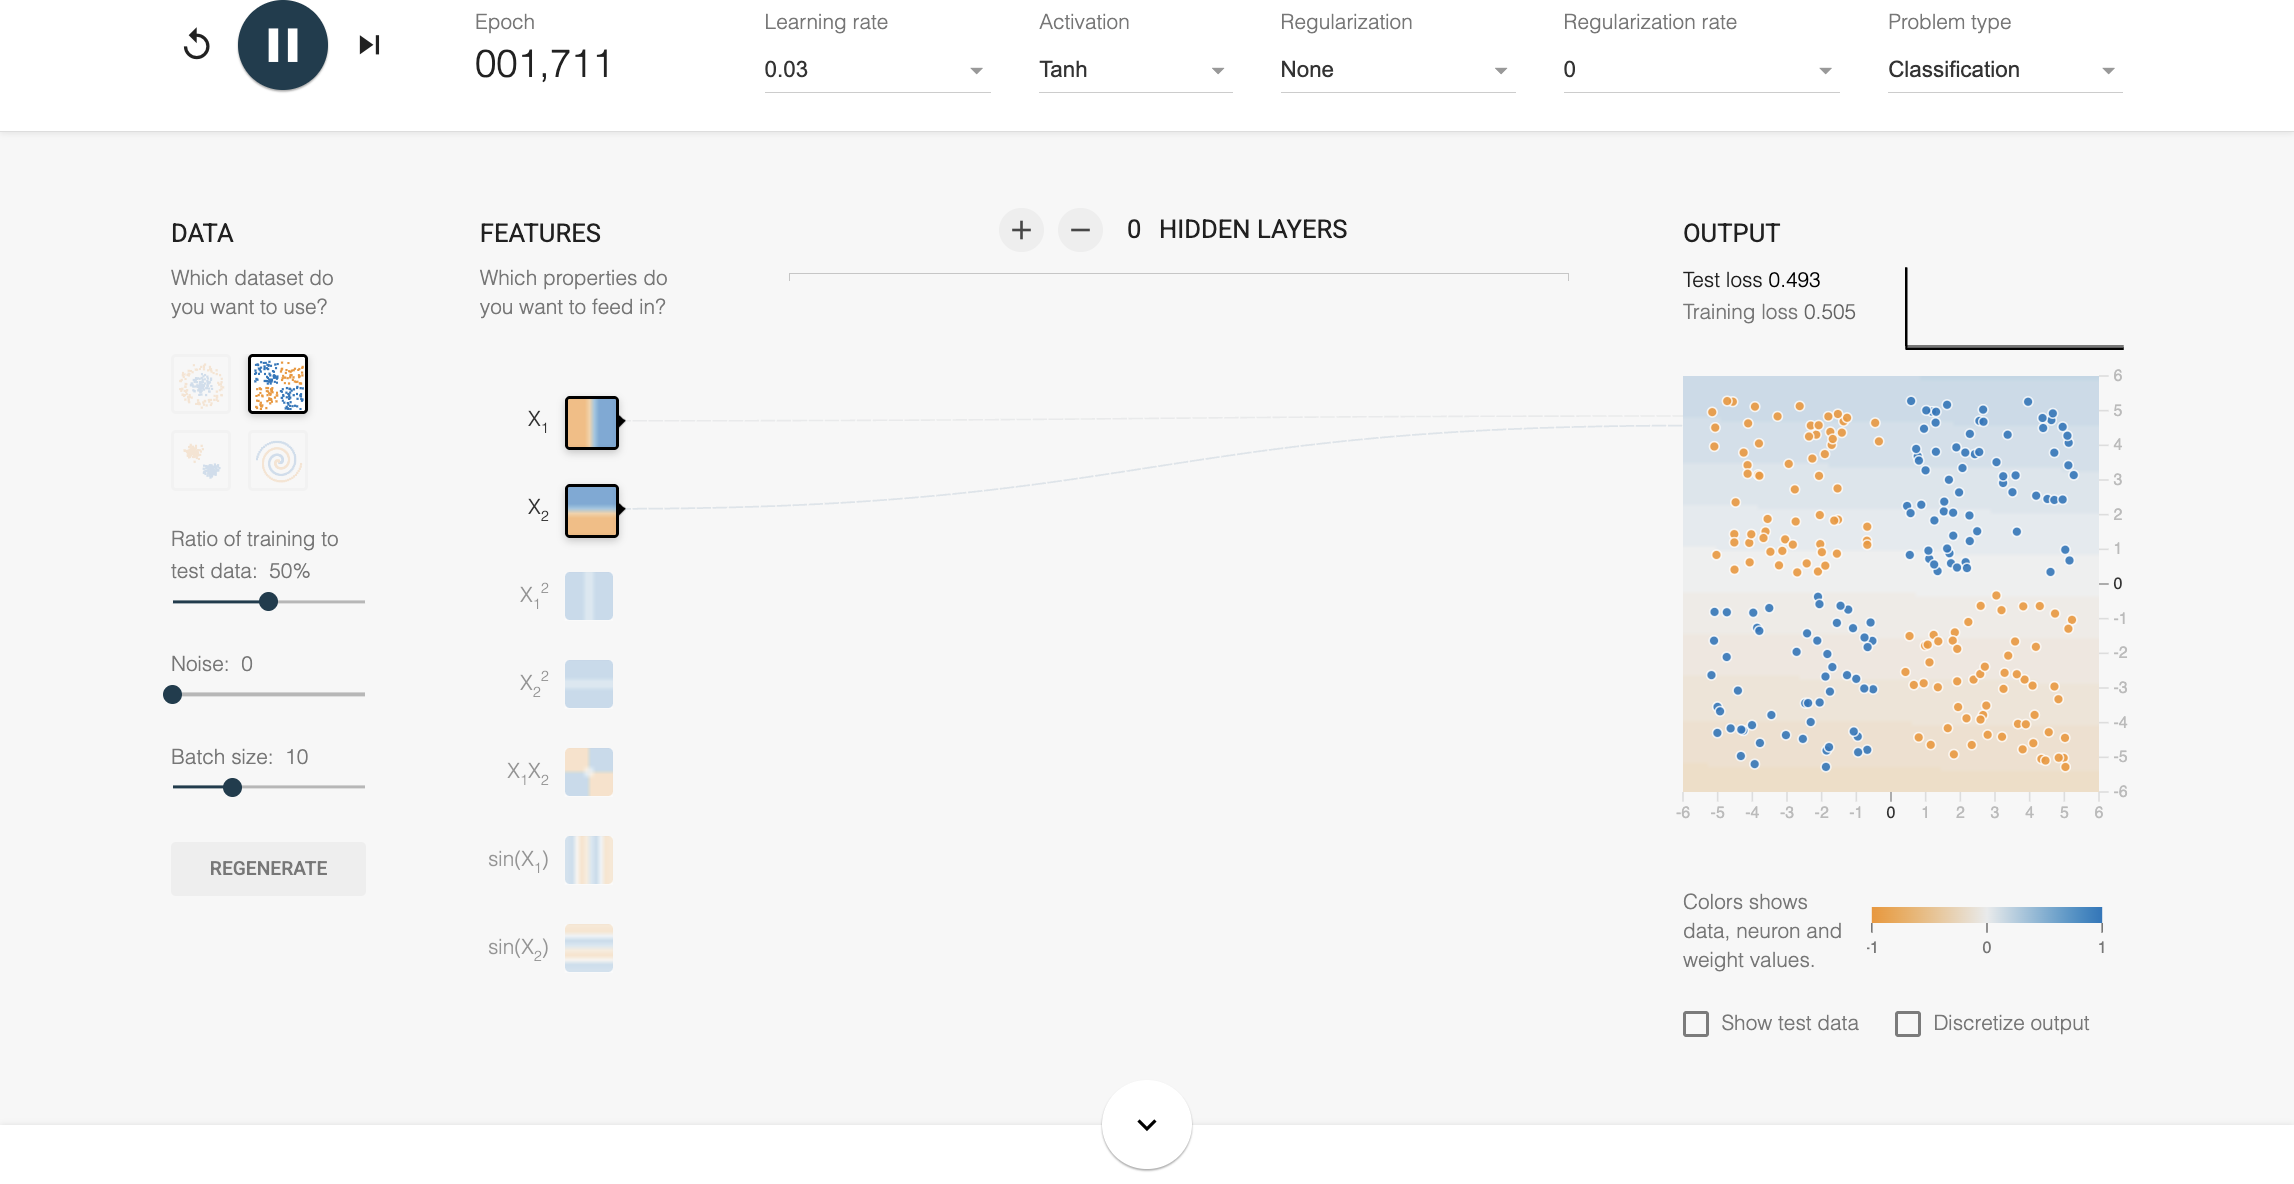 Epoch
001,711
Learning rate
0.03
Activation
Tanh
Regularization
None
Regularization rate
0
Problem type
Classification
DATA
Which dataset do
you want to use?
Ratio of training to
test data: 50%
Noise: 0
Batch size: 10
REGENERATE
FEATURES
Which properties do
you want to feed in?
X1
X2
X1²
X2²
X1X2
sin(X1)
sin(X2)
+ − 0 HIDDEN LAYERS
OUTPUT
Test loss 0.493
Training loss 0.505
6
5
4
3
2
1
0
-1
-2
-3
-4
-5
-6
-6 -5 -4 -3 -2 -1 0 1 2 3 4 5 6
Colors shows
data, neuron and
weight values.
-1 0 1
Show test data
Discretize output